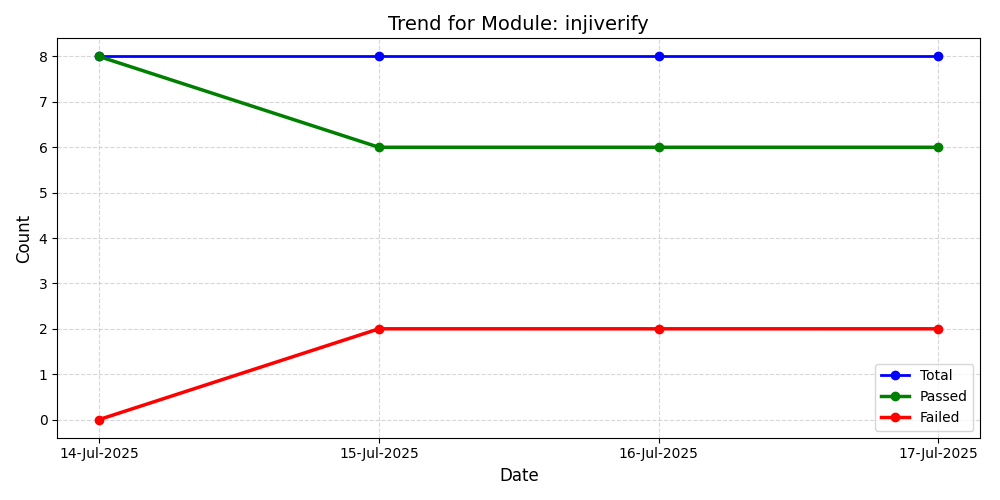 Trend for Module: injiverify
Count
8
7
6
5
4
3
2
1
0
Total
Passed
Failed
14-Jul-2025
15-Jul-2025
16-Jul-2025
17-Jul-2025
Date